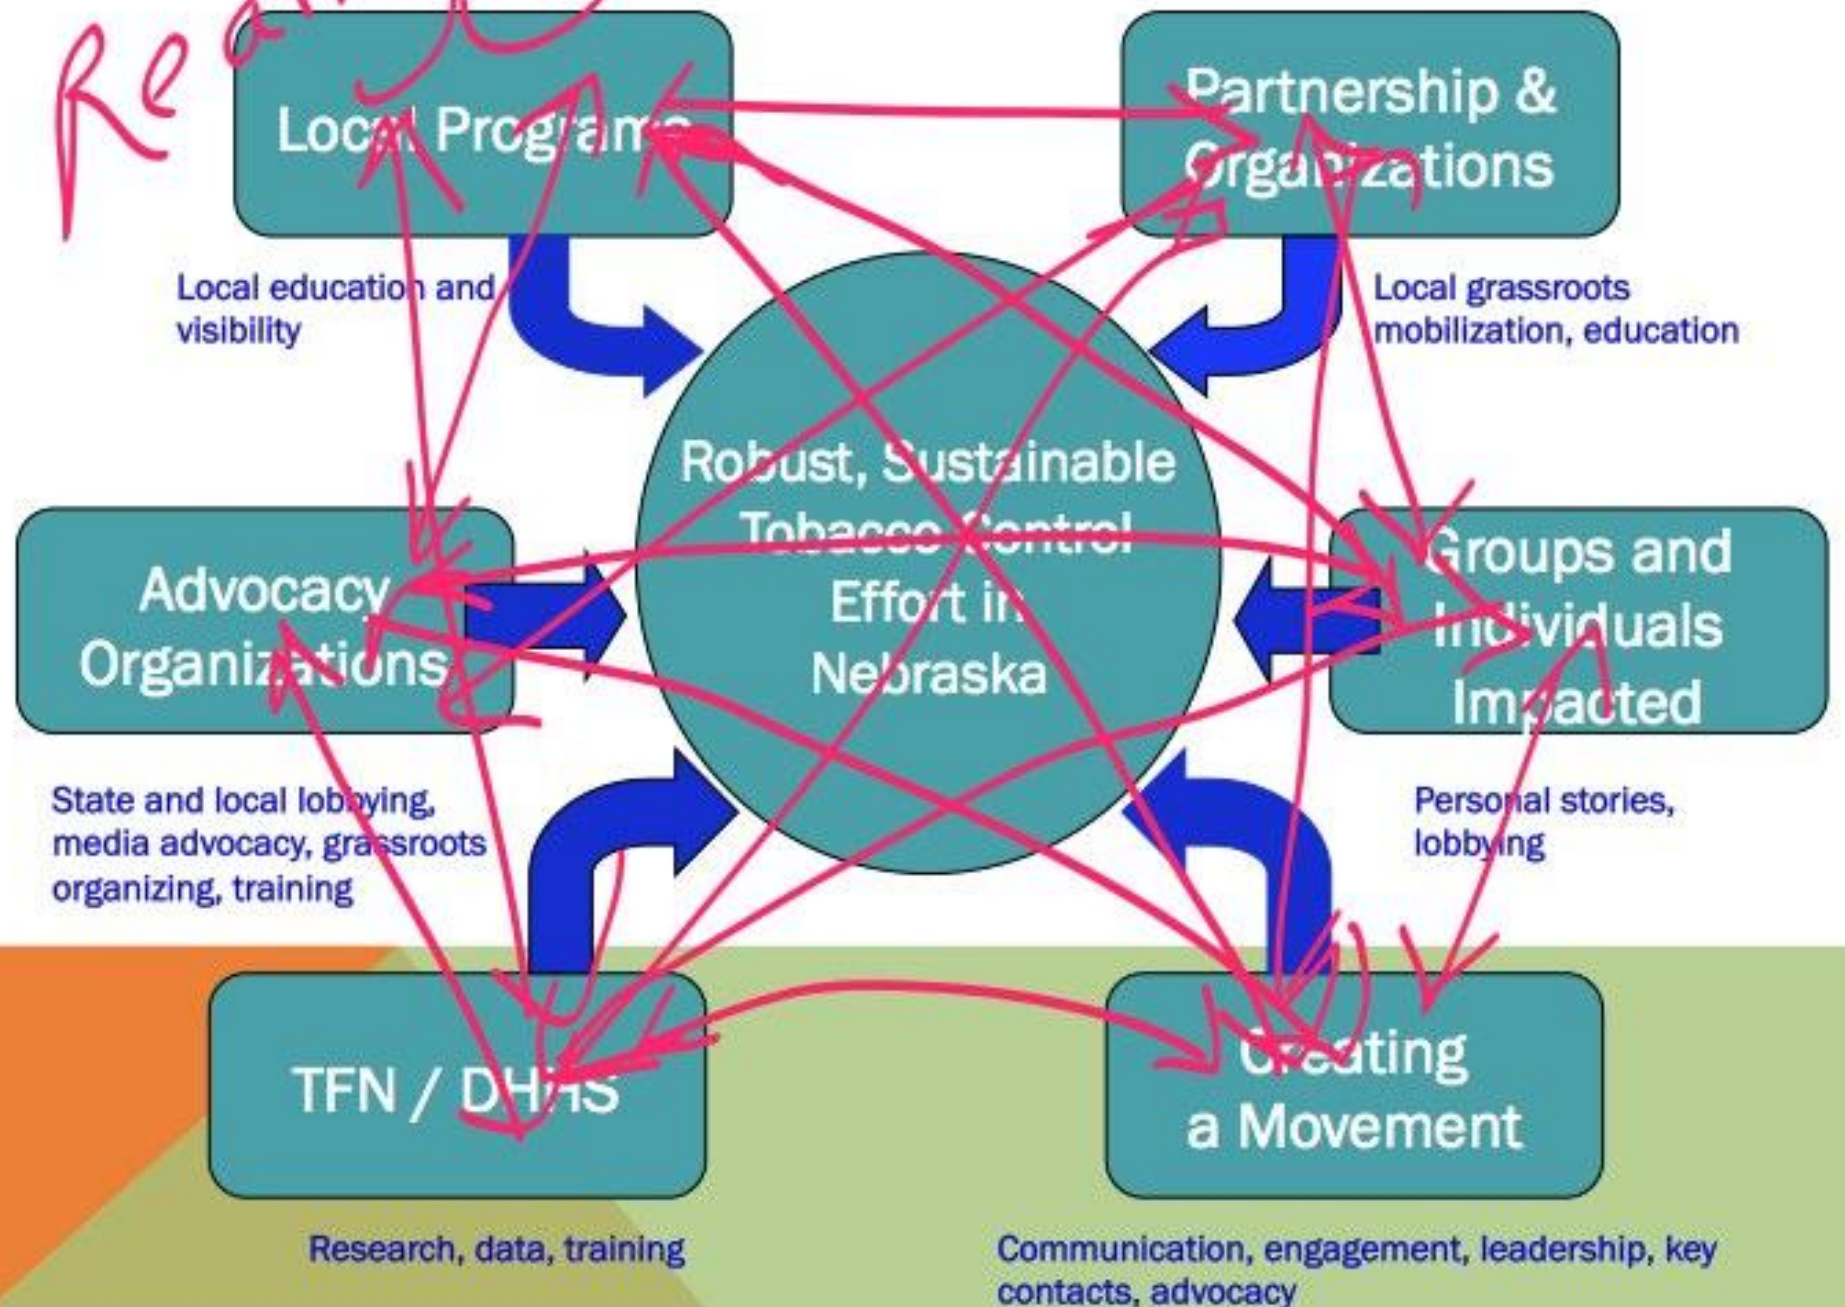 Local Programs
Partnership &
Organizations
Local education and
visibility
Local grassroots
mobilization, education
Robust, Sustainable
Tobacco Control
Effort in
Nebraska
Advocacy
Organizations
Groups and
Individuals
Impacted
State and local lobbying,
media advocacy, grassroots
organizing, training
Personal stories,
lobbying
TFN / DHHS
Creating
a Movement
Research, data, training
Communication, engagement, leadership, key
contacts, advocacy